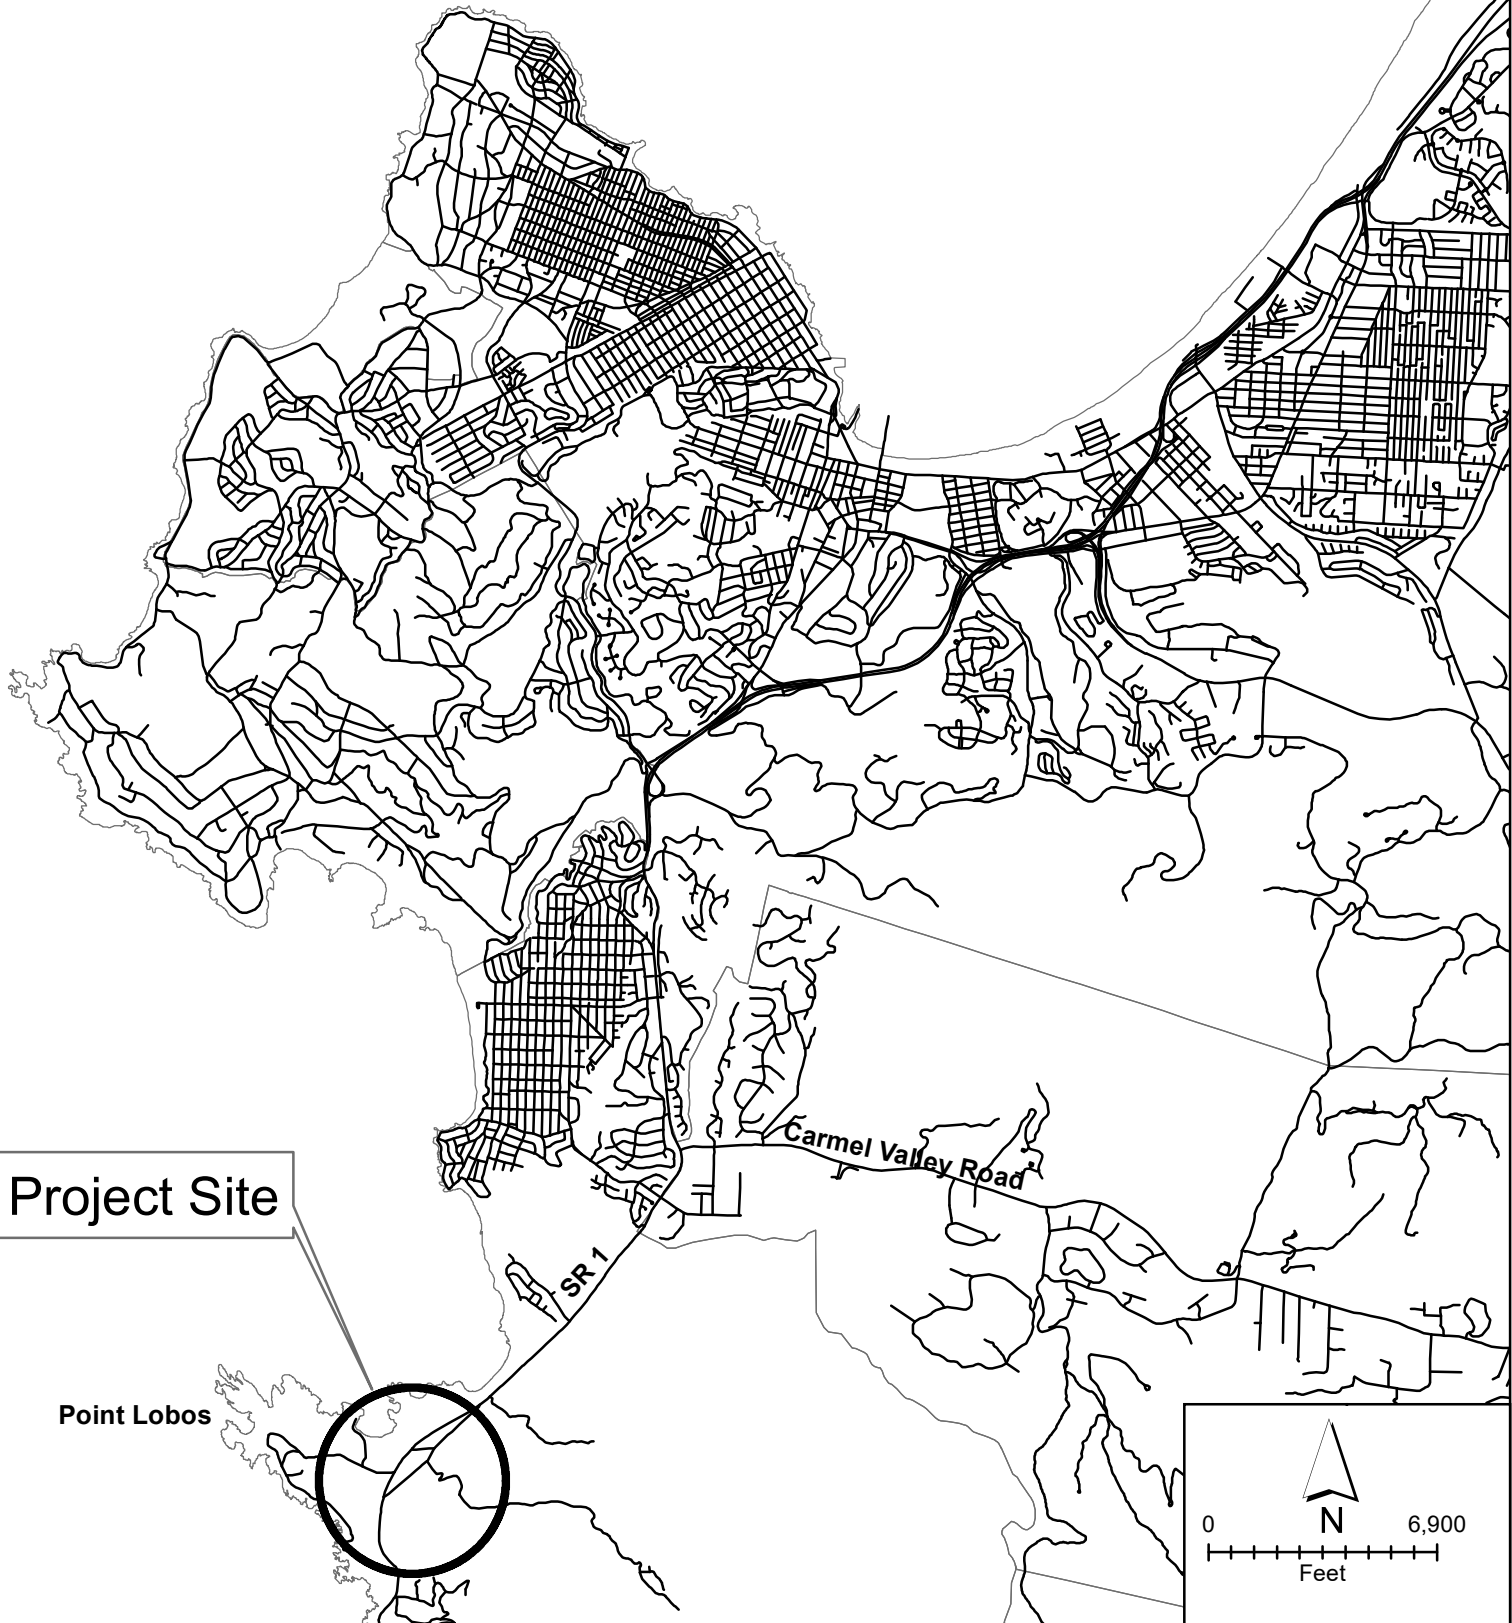 Carmel Valley Road
Project Site
SR 1
Point Lobos
N
0 6,900
Feet